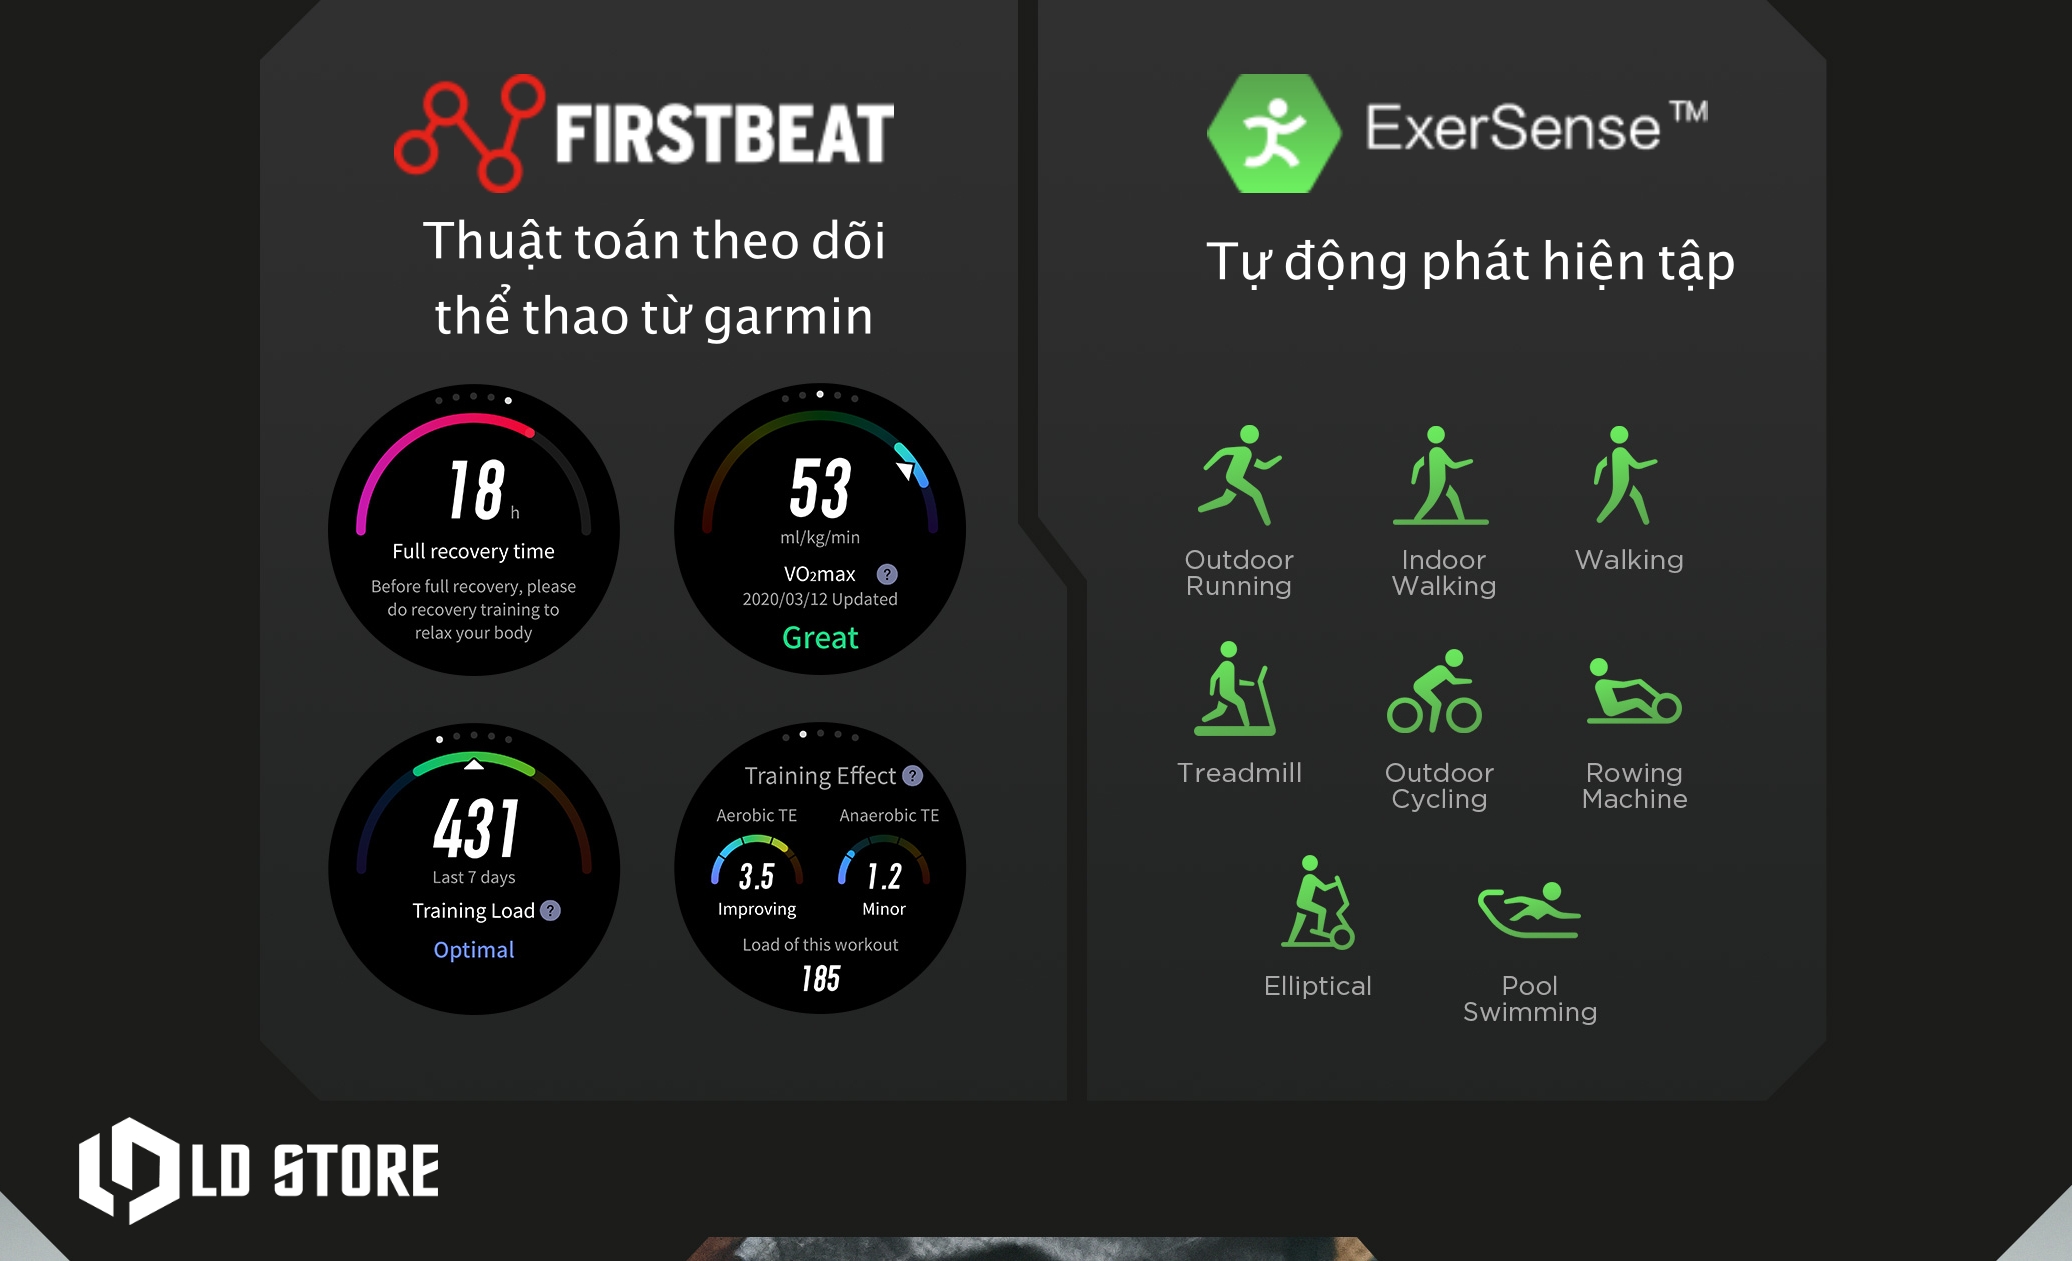 FIRSTBEAT
Thuật toán theo dõi
thể thao từ garmin
18 h
Full recovery time
Before full recovery, please
do recovery training to
relax your body
53
ml/kg/min
VO₂max ?
2020/03/12 Updated
Great
431
Last 7 days
Training Load ?
Optimal
Training Effect ?
Aerobic TE
3.5
Improving
Anaerobic TE
1.2
Minor
Load of this workout
185
ExerSense™
Tự động phát hiện tập
Outdoor
Running
Indoor
Walking
Walking
Treadmill
Outdoor
Cycling
Rowing
Machine
Elliptical
Pool
Swimming
LD STORE